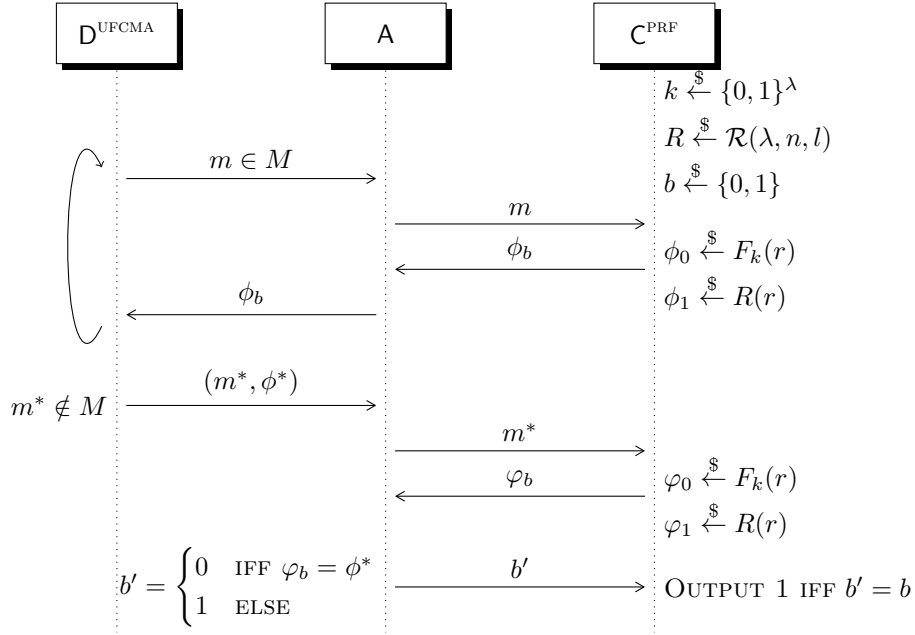 D^UFCMA A C^PRF
k $← {0, 1}^λ
R $← 𝓡(λ, n, l)
m ∈ M
b $← {0, 1}
m
ϕ_0 $← F_k(r)
ϕ_b
ϕ_1 $← R(r)
ϕ_b
m* ∉ M
(m*, ϕ*)
m*
φ_0 $← F_k(r)
φ_b
φ_1 $← R(r)
b′ = { 0 IFF φ_b = ϕ*
1 ELSE
b′
OUTPUT 1 IFF b′ = b